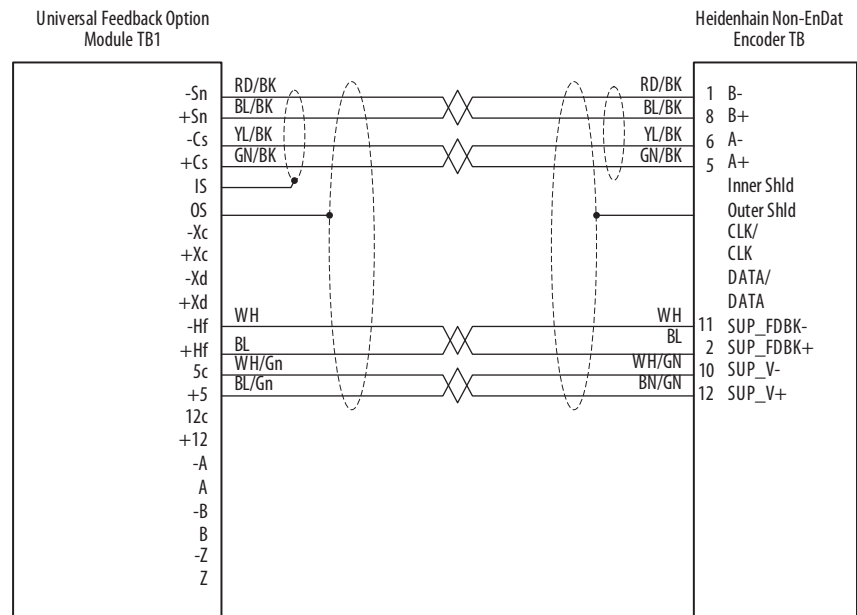 Universal Feedback Option
Module TB1
Heidenhain Non-EnDat
Encoder TB
-Sn RD/BK RD/BK 1 B-
+Sn BL/BK BL/BK 8 B+
-Cs YL/BK YL/BK 6 A-
+Cs GN/BK GN/BK 5 A+
IS Inner Shld
OS Outer Shld
-Xc CLK/
+Xc CLK
-Xd DATA/
+Xd DATA
-Hf WH WH 11 SUP_FDBK-
+Hf BL BL 2 SUP_FDBK+
5c WH/Gn WH/GN 10 SUP_V-
+5 BL/Gn BN/GN 12 SUP_V+
12c
+12
-A
A
-B
B
-Z
Z